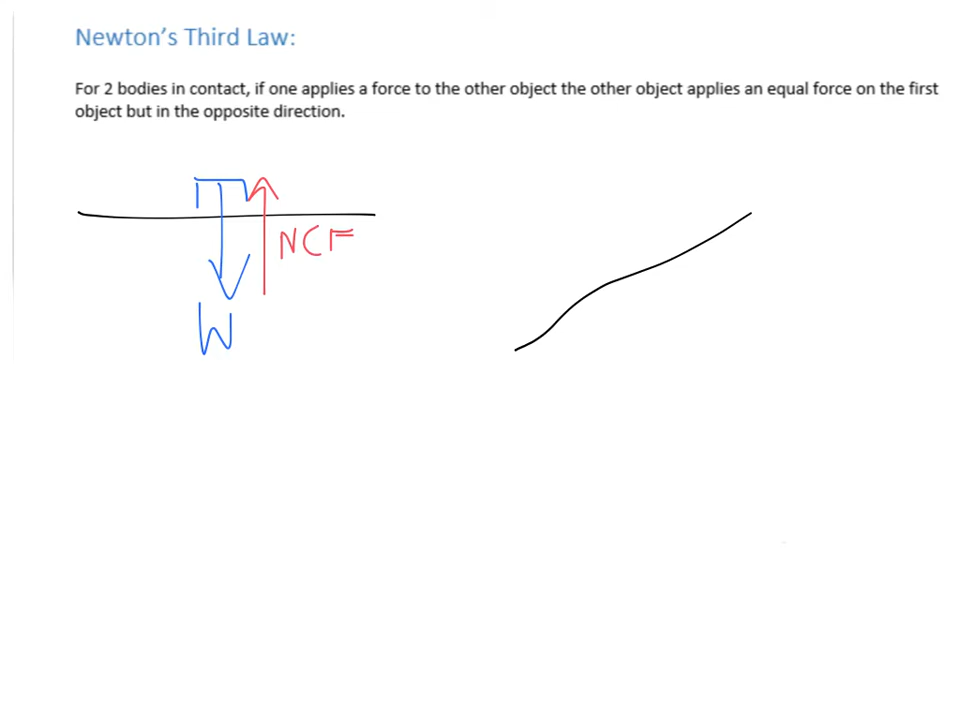 Newton's Third Law:
For 2 bodies in contact, if one applies a force to the other object the other object applies an equal force on the first
object but in the opposite direction.
NCF
W